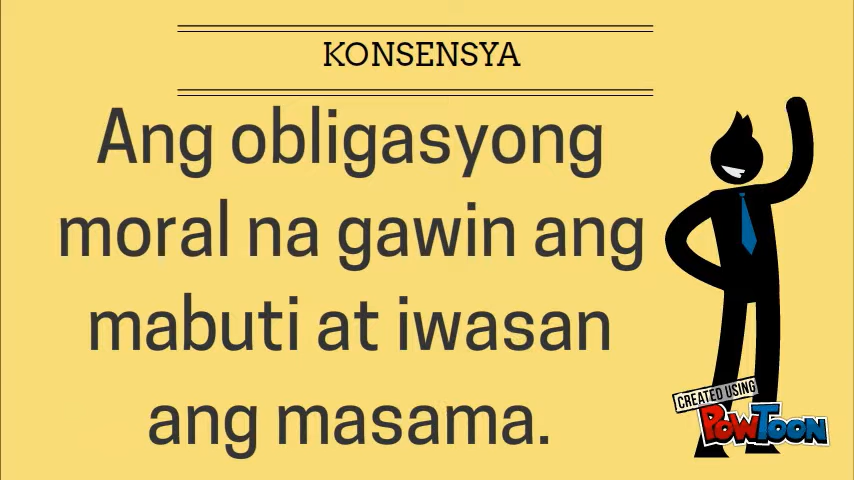 KONSENSYA
Ang obligasyong
moral na gawin ang
mabuti at iwasan
ang masama.
CREATED USING
POWTOON